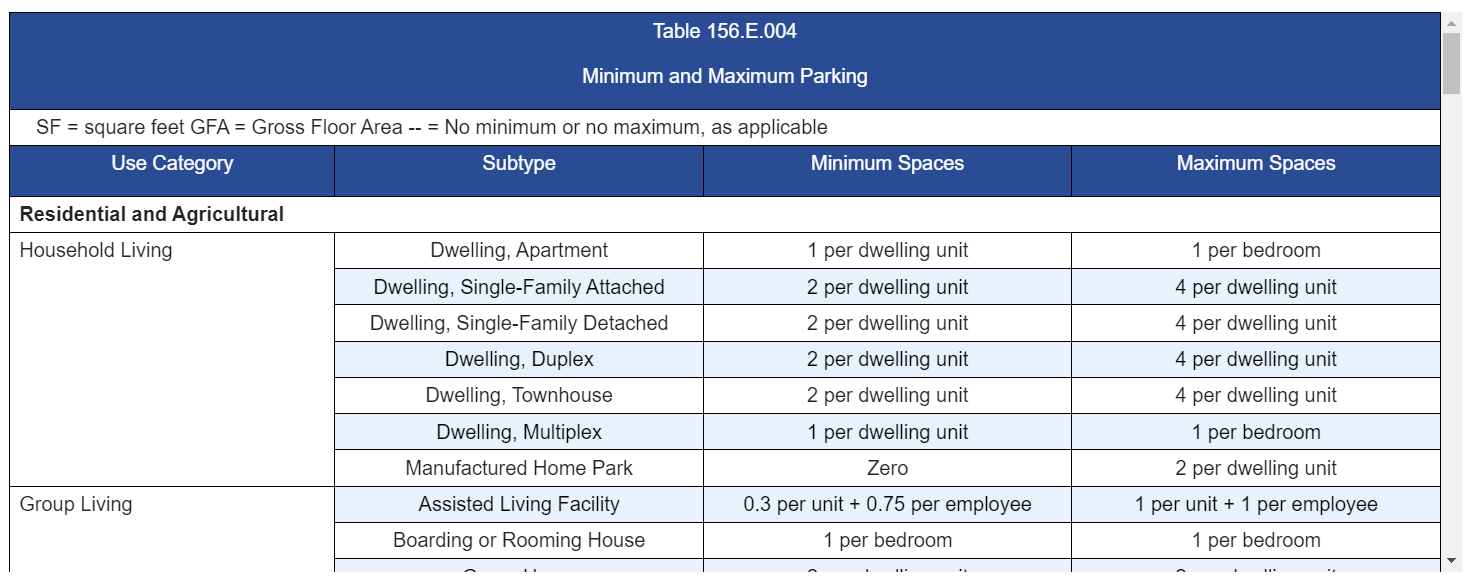 Table 156.E.004
Minimum and Maximum Parking
SF = square feet GFA = Gross Floor Area -- = No minimum or no maximum, as applicable
Use Category Subtype Minimum Spaces Maximum Spaces
Residential and Agricultural
Household Living Dwelling, Apartment 1 per dwelling unit 1 per bedroom
Dwelling, Single-Family Attached 2 per dwelling unit 4 per dwelling unit
Dwelling, Single-Family Detached 2 per dwelling unit 4 per dwelling unit
Dwelling, Duplex 2 per dwelling unit 4 per dwelling unit
Dwelling, Townhouse 2 per dwelling unit 4 per dwelling unit
Dwelling, Multiplex 1 per dwelling unit 1 per bedroom
Manufactured Home Park Zero 2 per dwelling unit
Group Living Assisted Living Facility 0.3 per unit + 0.75 per employee 1 per unit + 1 per employee
Boarding or Rooming House 1 per bedroom 1 per bedroom